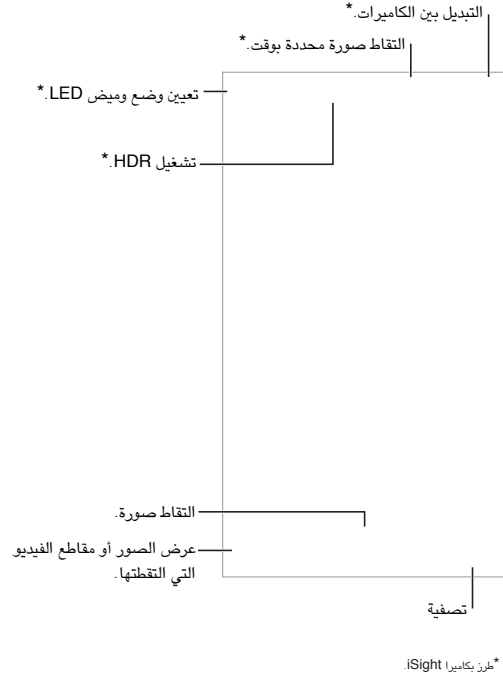 التبديل بين الكاميرات.*
التقاط صورة محددة بوقت.*
تعيين وضع وميض LED.*
تشغيل HDR.*
التقاط صورة.
عرض الصور أو مقاطع الفيديو
التي التقطتها.
تصفية
*طرز بكاميرا iSight.